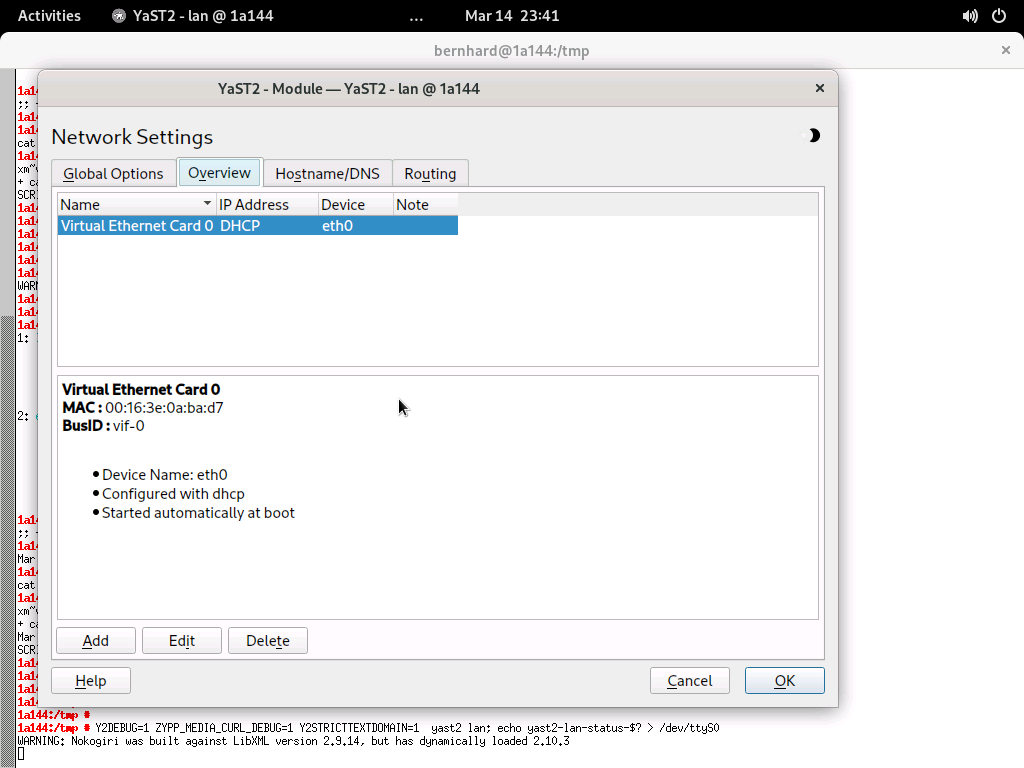 Activities YaST2 - lan @ 1a144 ... Mar 14 23:41
bernhard@1a144:/tmp ×
YaST2 - Module — YaST2 - lan @ 1a144 ×
Network Settings
Global Options Overview Hostname/DNS Routing
Name IP Address Device Note
Virtual Ethernet Card 0 DHCP eth0
Virtual Ethernet Card 0
MAC : 00:16:3e:0a:ba:d7
BusID : vif-0
• Device Name: eth0
• Configured with dhcp
• Started automatically at boot
Add Edit Delete
Help Cancel OK
1a144:/tmp #
1a144:/tmp # Y2DEBUG=1 ZYPP_MEDIA_CURL_DEBUG=1 Y2STRICTTEXTDOMAIN=1 yast2 lan; echo yast2-lan-status-$? > /dev/ttyS0
WARNING: Nokogiri was built against LibXML version 2.9.14, but has dynamically loaded 2.10.3